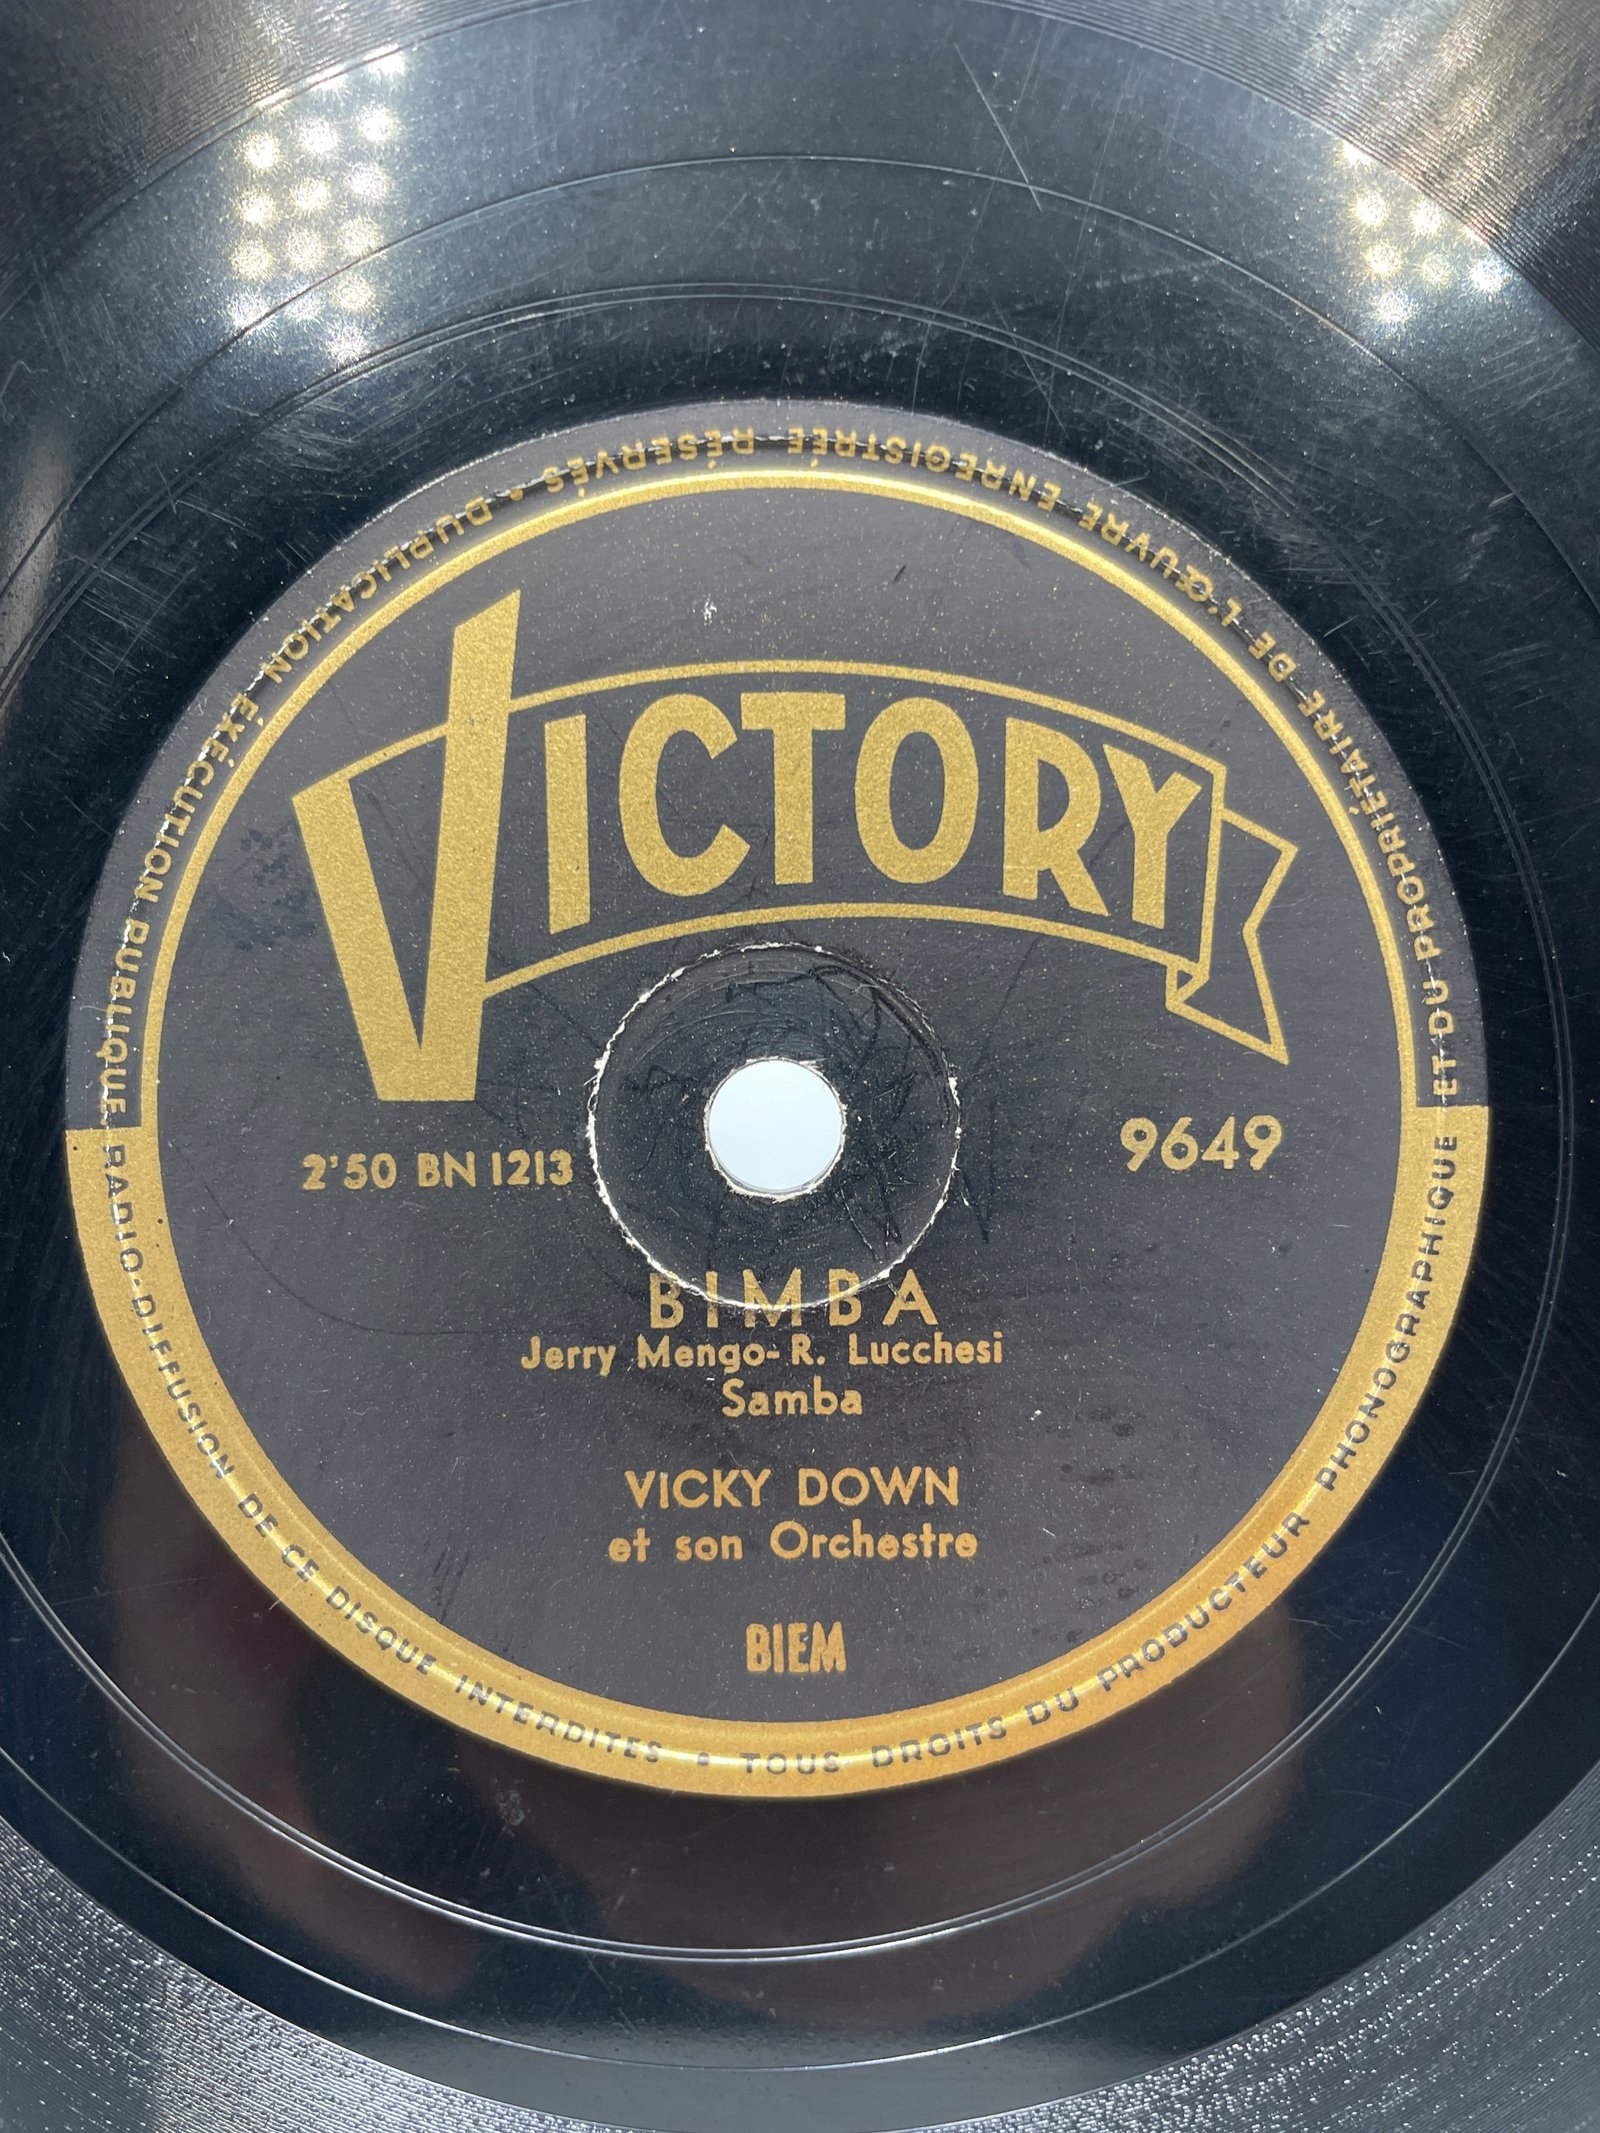 VICTORY
2'50 BN 1213
9649
BIMBA
Jerry Mengo-R. Lucchesi
Samba
VICKY DOWN
et son Orchestre
BIEM
TOUS DROITS DU PRODUCTEUR PHONOGRAPHIQUE ET DU PROPRIÉTAIRE DE L'ŒUVRE ENREGISTRÉE RÉSERVÉS • DUPLICATION EXÉCUTION PUBLIQUE, RADIO-DIFFUSION DE CE DISQUE INTERDITES •